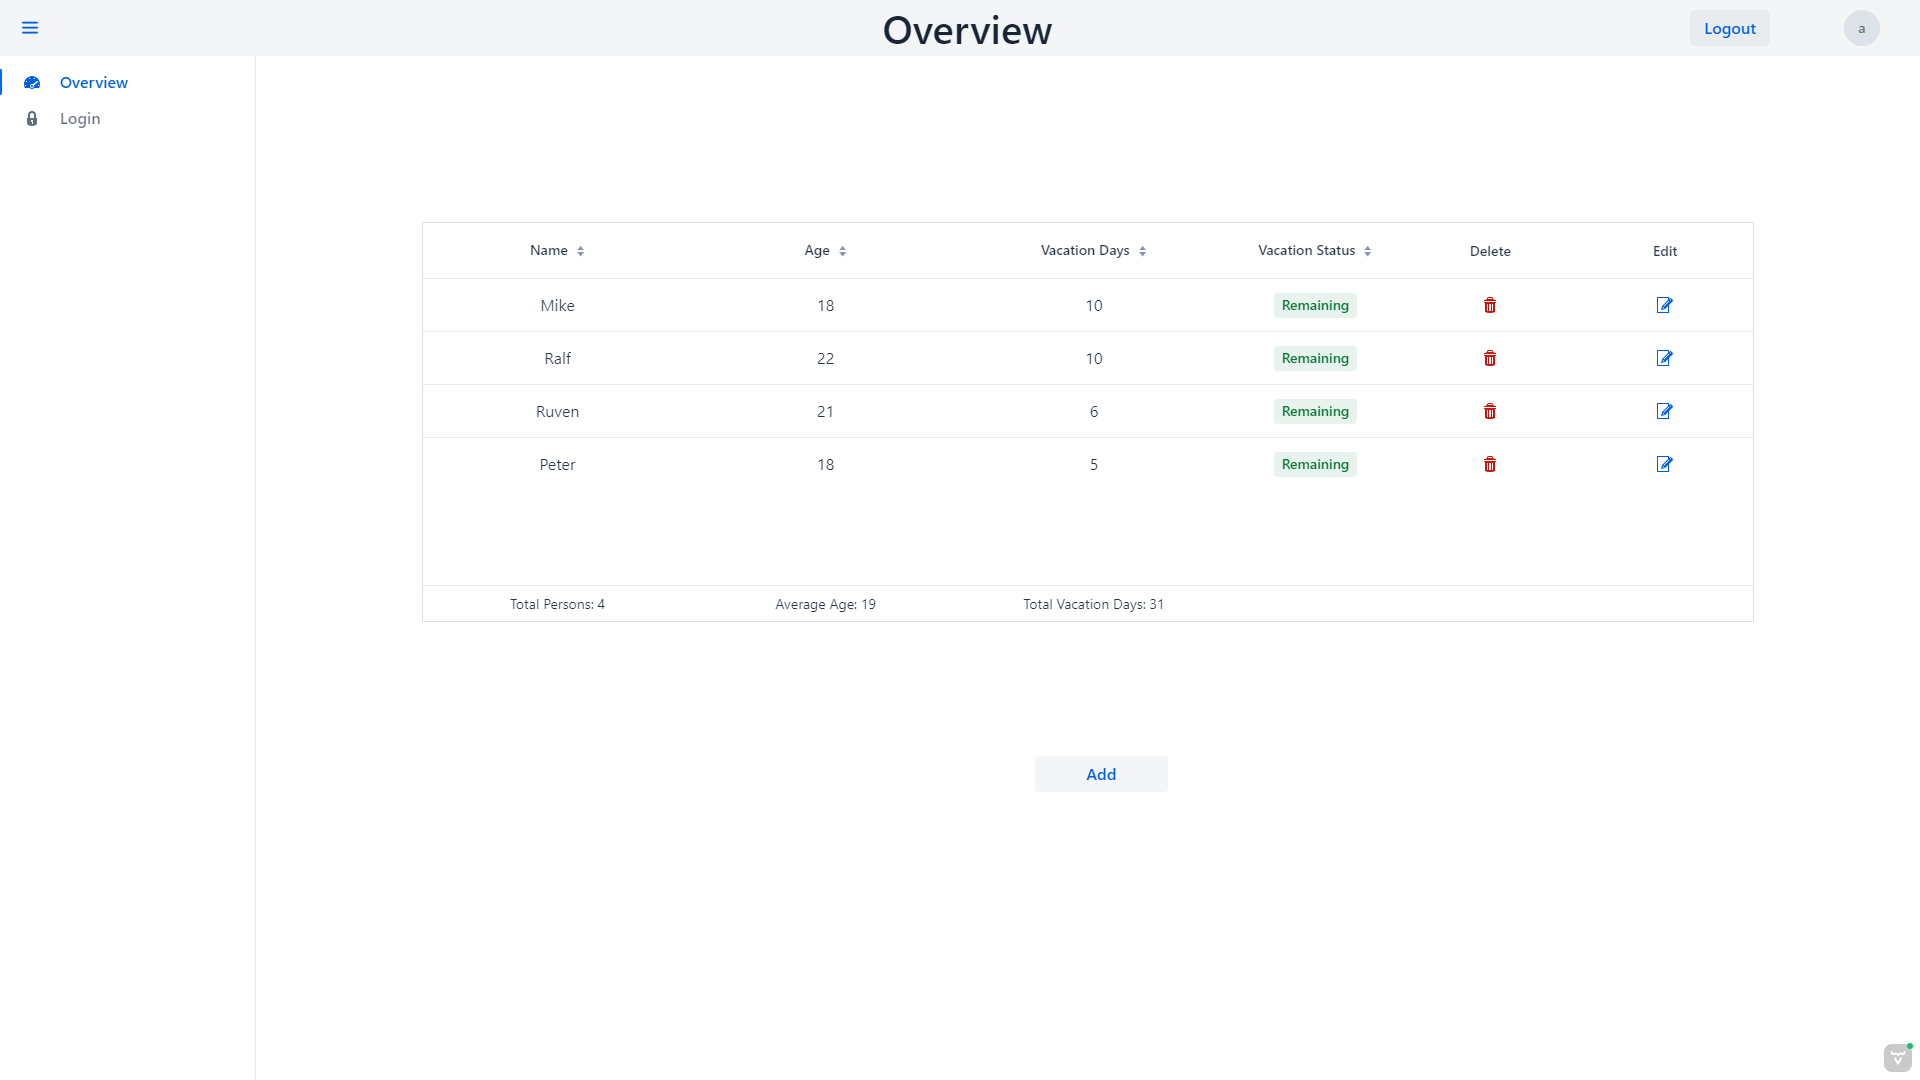 Overview
Logout
a
Overview
Login
Name Age Vacation Days Vacation Status Delete Edit
Mike 18 10 Remaining
Ralf 22 10 Remaining
Ruven 21 6 Remaining
Peter 18 5 Remaining
Total Persons: 4 Average Age: 19 Total Vacation Days: 31
Add